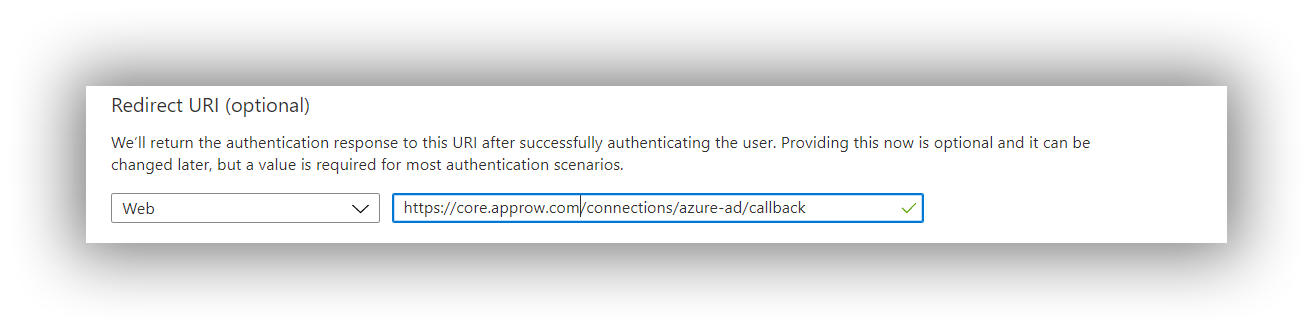 Redirect URI (optional)
We'll return the authentication response to this URI after successfully authenticating the user. Providing this now is optional and it can be
changed later, but a value is required for most authentication scenarios.
Web
https://core.approw.com/connections/azure-ad/callback